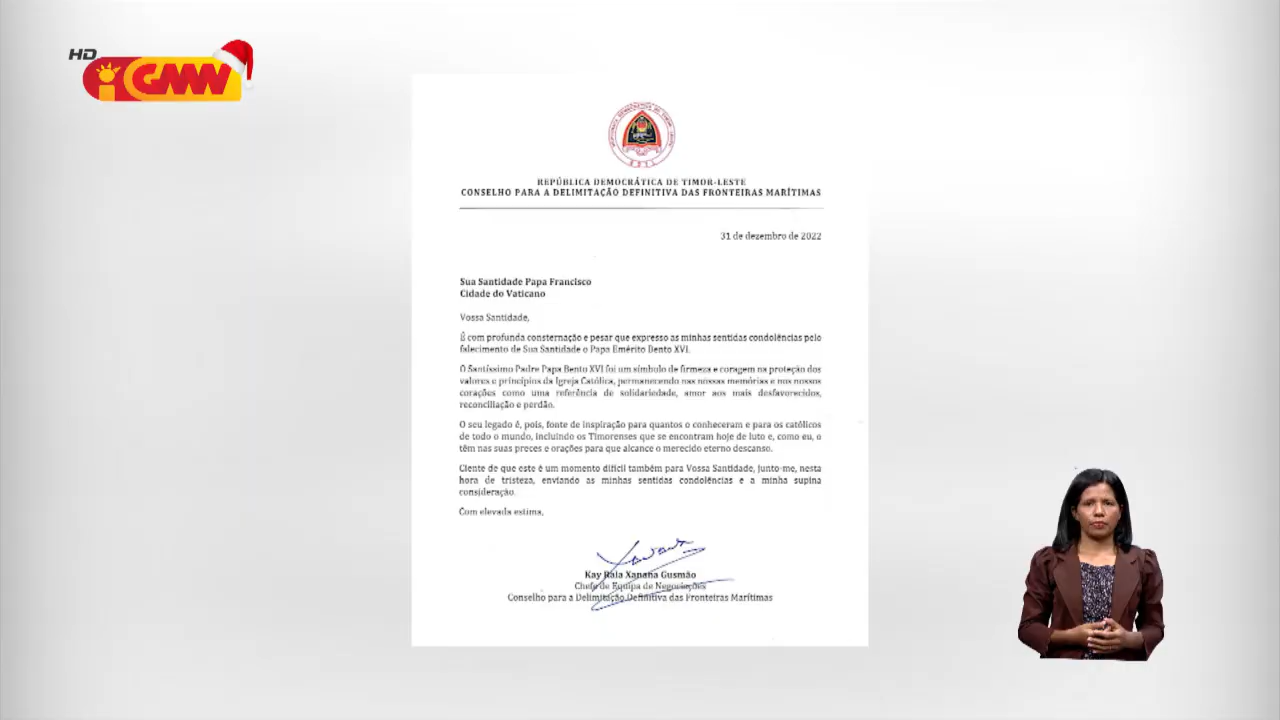 HD
GMN
REPÚBLICA DEMOCRÁTICA DE TIMOR-LESTE
CONSELHO PARA A DELIMITAÇÃO DEFINITIVA DAS FRONTEIRAS MARÍTIMAS
31 de dezembro de 2022
Sua Santidade Papa Francisco
Cidade do Vaticano
Vossa Santidade,
É com profunda consternação e pesar que expresso as minhas sentidas condolências pelo
falecimento de Sua Santidade o Papa Emérito Bento XVI.
O Santíssimo Padre Papa Bento XVI foi um símbolo de firmeza e coragem na proteção dos
valores e princípios da Igreja Católica, permanecendo nas nossas memórias e nos nossos
corações como uma referência de solidariedade, amor aos mais desfavorecidos,
reconciliação e perdão.
O seu legado é, pois, fonte de inspiração para quantos o conheceram e para os católicos
de todo o mundo, incluindo os Timorenses que se encontram hoje de luto e, como eu, o
têm nas suas preces e orações para que alcance o merecido eterno descanso.
Ciente de que este é um momento difícil também para Vossa Santidade, junto-me, nesta
hora de tristeza, enviando as minhas sentidas condolências e a minha supina
consideração.
Com elevada estima,
Kay Rala Xanana Gusmão
Chefe de Equipa de Negociações
Conselho para a Delimitação Definitiva das Fronteiras Marítimas